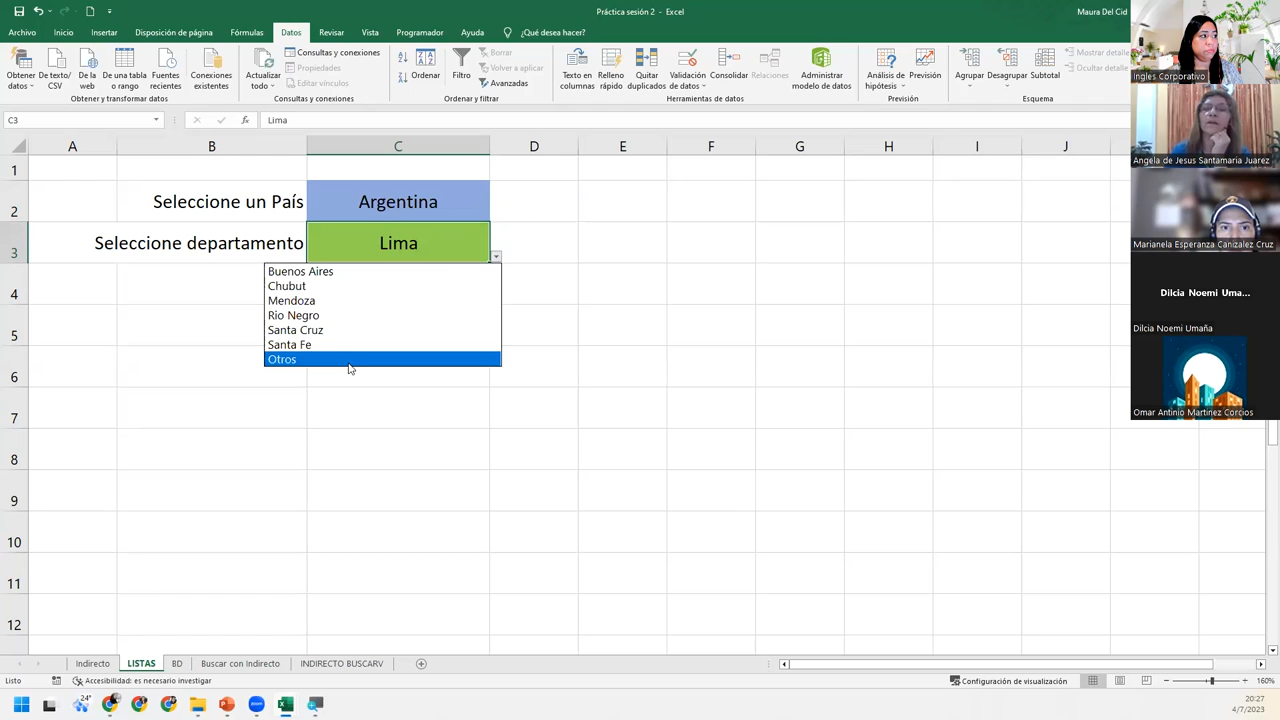 Práctica sesión 2 - Excel
Maura Del Cid
Archivo Inicio Insertar Disposición de página Fórmulas Datos Revisar Vista Programador Ayuda ¿Qué desea hacer?
Obtener datos
De texto/CSV
De la web
De una tabla o rango
Fuentes recientes
Conexiones existentes
Obtener y transformar datos
Actualizar todo
Consultas y conexiones
Propiedades
Editar vínculos
Consultas y conexiones
Ordenar
Filtro
Borrar
Volver a aplicar
Avanzadas
Ordenar y filtrar
Texto en columnas
Relleno rápido
Quitar duplicados
Validación de datos
Consolidar
Relaciones
Administrar modelo de datos
Herramientas de datos
Análisis de hipótesis
Previsión
Previsión
Agrupar
Desagrupar
Subtotal
Mostrar detalle
Ocultar detalle
Esquema
C3
fx
Lima
A B C D E F G H I J
1
2 Seleccione un País Argentina
3 Seleccione departamento Lima
Buenos Aires
Chubut
Mendoza
Rio Negro
Santa Cruz
Santa Fe
Otros
4
5
6
7
8
9
10
11
12
Indirecto LISTAS BD Buscar con Indirecto INDIRECTO BUSCARV
Listo
Accesibilidad: es necesario investigar
Configuración de visualización
160%
24°
zoom
20:27
4/7/2023
Ingles Corporativo
Angela de Jesus Santamaria Juarez
Marianela Esperanza Canizalez Cruz
Dilcia Noemi Uma...
Dilcia Noemi Umaña
Omar Antinio Martinez Corcios